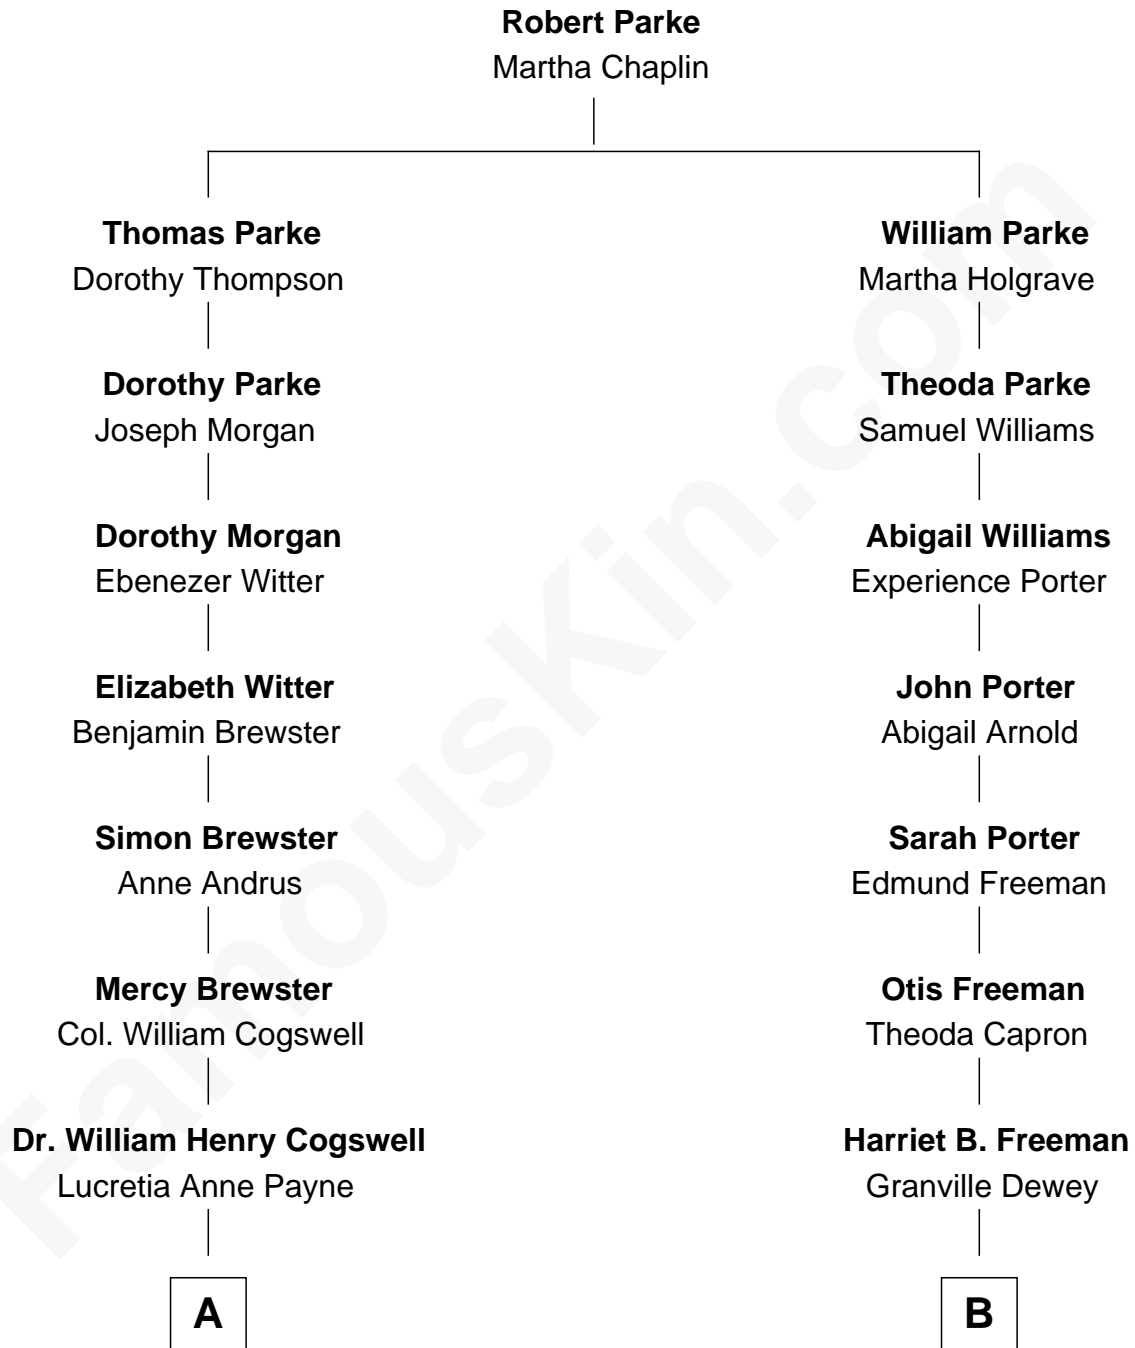 Robert Parke
Martha Chaplin
Thomas Parke
Dorothy Thompson
William Parke
Martha Holgrave
Dorothy Parke
Joseph Morgan
Theoda Parke
Samuel Williams
Dorothy Morgan
Ebenezer Witter
Abigail Williams
Experience Porter
Elizabeth Witter
Benjamin Brewster
John Porter
Abigail Arnold
Simon Brewster
Anne Andrus
Sarah Porter
Edmund Freeman
Mercy Brewster
Col. William Cogswell
Otis Freeman
Theoda Capron
Dr. William Henry Cogswell
Lucretia Anne Payne
Harriet B. Freeman
Granville Dewey
A
B
FamousKin.com